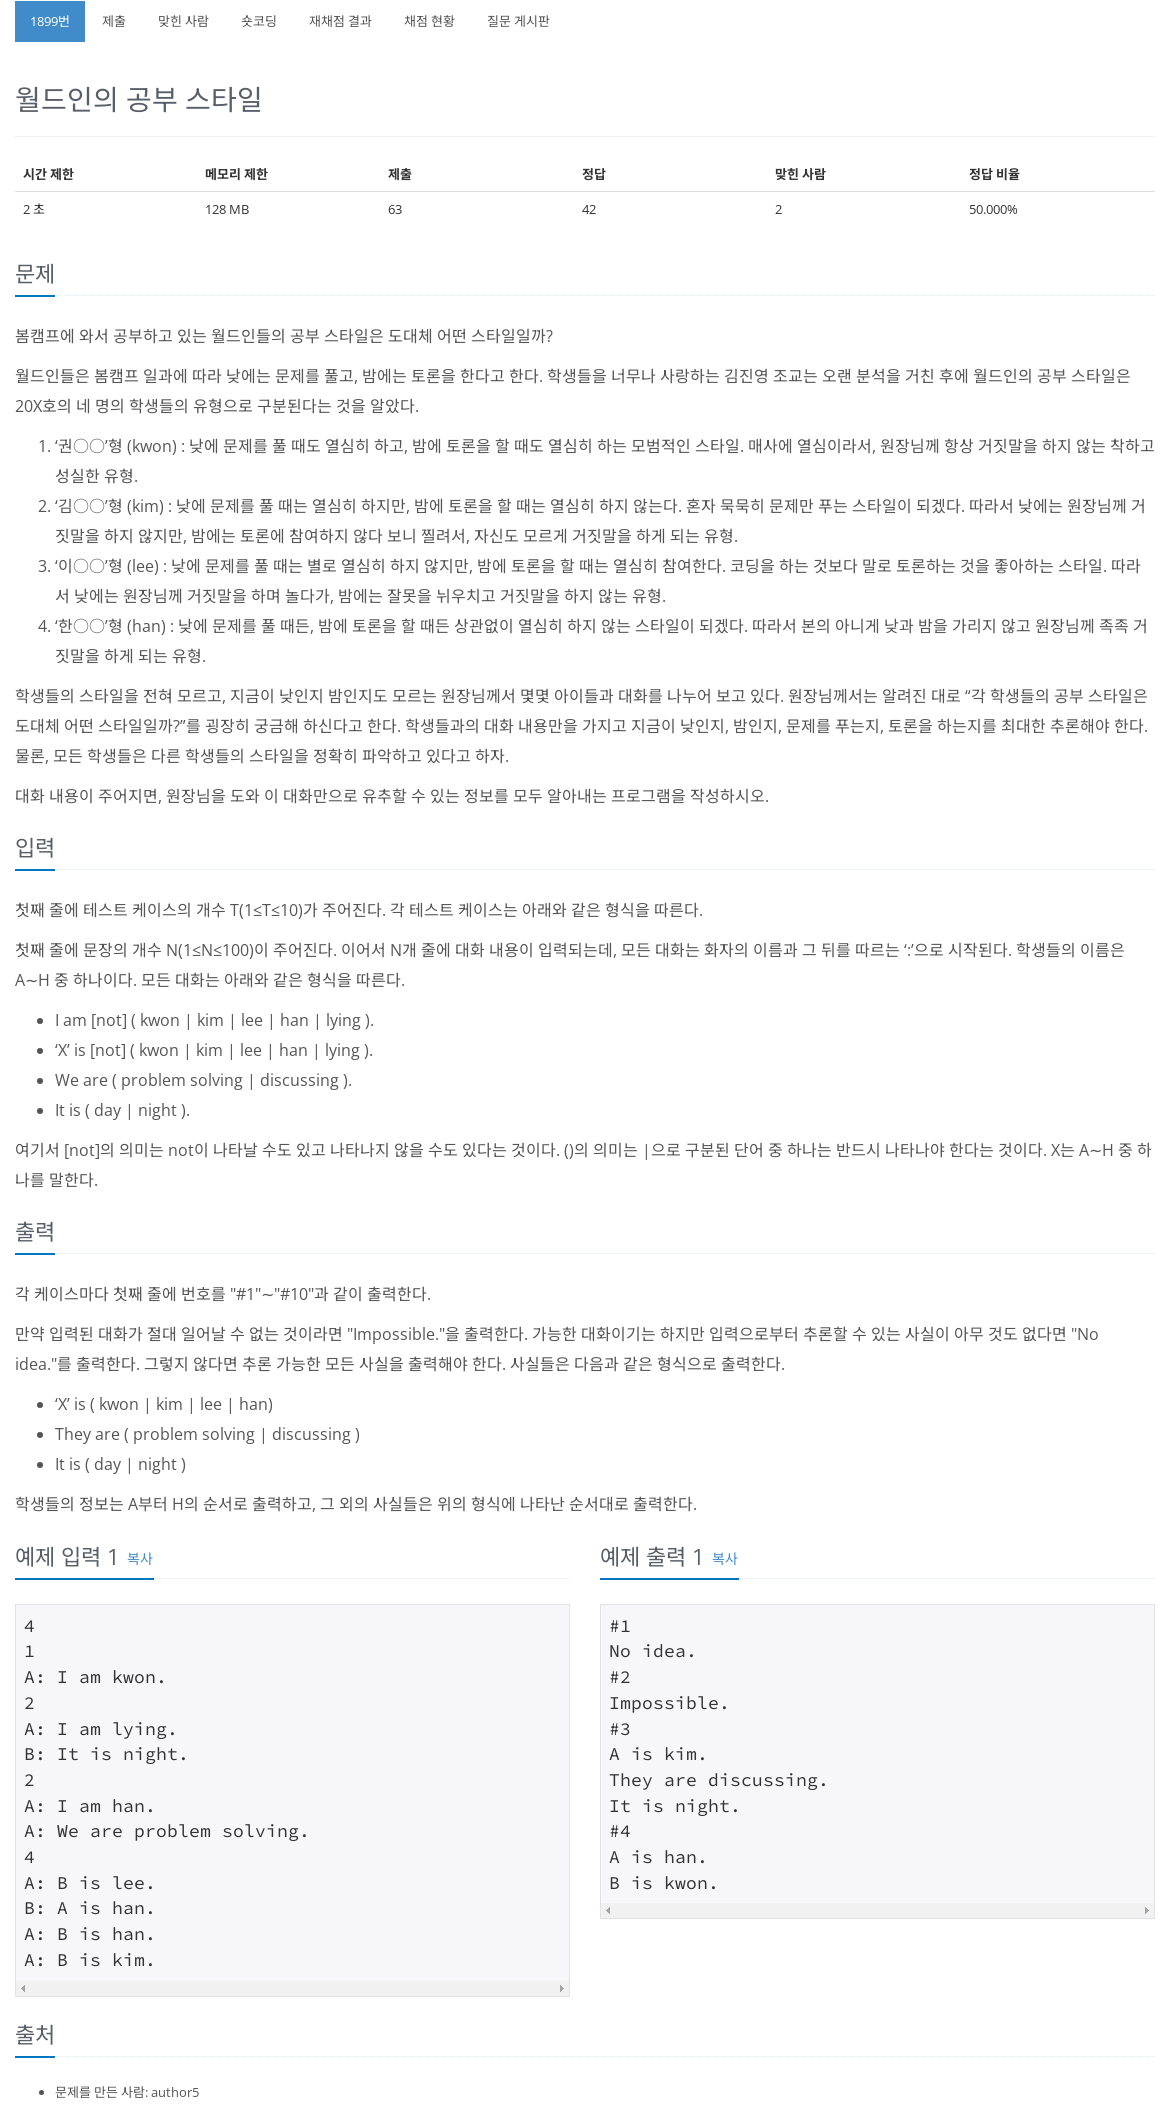 1899번 제출 맞힌 사람 숏코딩 재채점 결과 채점 현황 질문 게시판
월드인의 공부 스타일
시간 제한 메모리 제한 제출 정답 맞힌 사람 정답 비율
2 초 128 MB 63 42 2 50.000%
문제
봄캠프에 와서 공부하고 있는 월드인들의 공부 스타일은 도대체 어떤 스타일일까?
월드인들은 봄캠프 일과에 따라 낮에는 문제를 풀고, 밤에는 토론을 한다고 한다. 학생들을 너무나 사랑하는 김진영 조교는 오랜 분석을 거친 후에 월드인의 공부 스타일은
20X호의 네 명의 학생들의 유형으로 구분된다는 것을 알았다.
1. ‘권○○’형 (kwon) : 낮에 문제를 풀 때도 열심히 하고, 밤에 토론을 할 때도 열심히 하는 모범적인 스타일. 매사에 열심이라서, 원장님께 항상 거짓말을 하지 않는 착하고
성실한 유형.
2. ‘김○○’형 (kim) : 낮에 문제를 풀 때는 열심히 하지만, 밤에 토론을 할 때는 열심히 하지 않는다. 혼자 묵묵히 문제만 푸는 스타일이 되겠다. 따라서 낮에는 원장님께 거
짓말을 하지 않지만, 밤에는 토론에 참여하지 않다 보니 찔려서, 자신도 모르게 거짓말을 하게 되는 유형.
3. ‘이○○’형 (lee) : 낮에 문제를 풀 때는 별로 열심히 하지 않지만, 밤에 토론을 할 때는 열심히 참여한다. 코딩을 하는 것보다 말로 토론하는 것을 좋아하는 스타일. 따라
서 낮에는 원장님께 거짓말을 하며 놀다가, 밤에는 잘못을 뉘우치고 거짓말을 하지 않는 유형.
4. ‘한○○’형 (han) : 낮에 문제를 풀 때든, 밤에 토론을 할 때든 상관없이 열심히 하지 않는 스타일이 되겠다. 따라서 본의 아니게 낮과 밤을 가리지 않고 원장님께 족족 거
짓말을 하게 되는 유형.
학생들의 스타일을 전혀 모르고, 지금이 낮인지 밤인지도 모르는 원장님께서 몇몇 아이들과 대화를 나누어 보고 있다. 원장님께서는 알려진 대로 “각 학생들의 공부 스타일은
도대체 어떤 스타일일까?”를 굉장히 궁금해 하신다고 한다. 학생들과의 대화 내용만을 가지고 지금이 낮인지, 밤인지, 문제를 푸는지, 토론을 하는지를 최대한 추론해야 한다.
물론, 모든 학생들은 다른 학생들의 스타일을 정확히 파악하고 있다고 하자.
대화 내용이 주어지면, 원장님을 도와 이 대화만으로 유추할 수 있는 정보를 모두 알아내는 프로그램을 작성하시오.
입력
첫째 줄에 테스트 케이스의 개수 T(1≤T≤10)가 주어진다. 각 테스트 케이스는 아래와 같은 형식을 따른다.
첫째 줄에 문장의 개수 N(1≤N≤100)이 주어진다. 이어서 N개 줄에 대화 내용이 입력되는데, 모든 대화는 화자의 이름과 그 뒤를 따르는 ‘:’으로 시작된다. 학생들의 이름은
A~H 중 하나이다. 모든 대화는 아래와 같은 형식을 따른다.
• I am [not] ( kwon | kim | lee | han | lying ).
• ‘X’ is [not] ( kwon | kim | lee | han | lying ).
• We are ( problem solving | discussing ).
• It is ( day | night ).
여기서 [not]의 의미는 not이 나타날 수도 있고 나타나지 않을 수도 있다는 것이다. ()의 의미는 |으로 구분된 단어 중 하나는 반드시 나타나야 한다는 것이다. X는 A~H 중 하
나를 말한다.
출력
각 케이스마다 첫째 줄에 번호를 "#1"~"#10"과 같이 출력한다.
만약 입력된 대화가 절대 일어날 수 없는 것이라면 "Impossible."을 출력한다. 가능한 대화이기는 하지만 입력으로부터 추론할 수 있는 사실이 아무 것도 없다면 "No
idea."를 출력한다. 그렇지 않다면 추론 가능한 모든 사실을 출력해야 한다. 사실들은 다음과 같은 형식으로 출력한다.
• ‘X’ is ( kwon | kim | lee | han)
• They are ( problem solving | discussing )
• It is ( day | night )
학생들의 정보는 A부터 H의 순서로 출력하고, 그 외의 사실들은 위의 형식에 나타난 순서대로 출력한다.
예제 입력 1 복사
4
1
A: I am kwon.
2
A: I am lying.
B: It is night.
2
A: I am han.
A: We are problem solving.
4
A: B is lee.
B: A is han.
A: B is han.
A: B is kim.
예제 출력 1 복사
#1
No idea.
#2
Impossible.
#3
A is kim.
They are discussing.
It is night.
#4
A is han.
B is kwon.
출처
• 문제를 만든 사람: author5